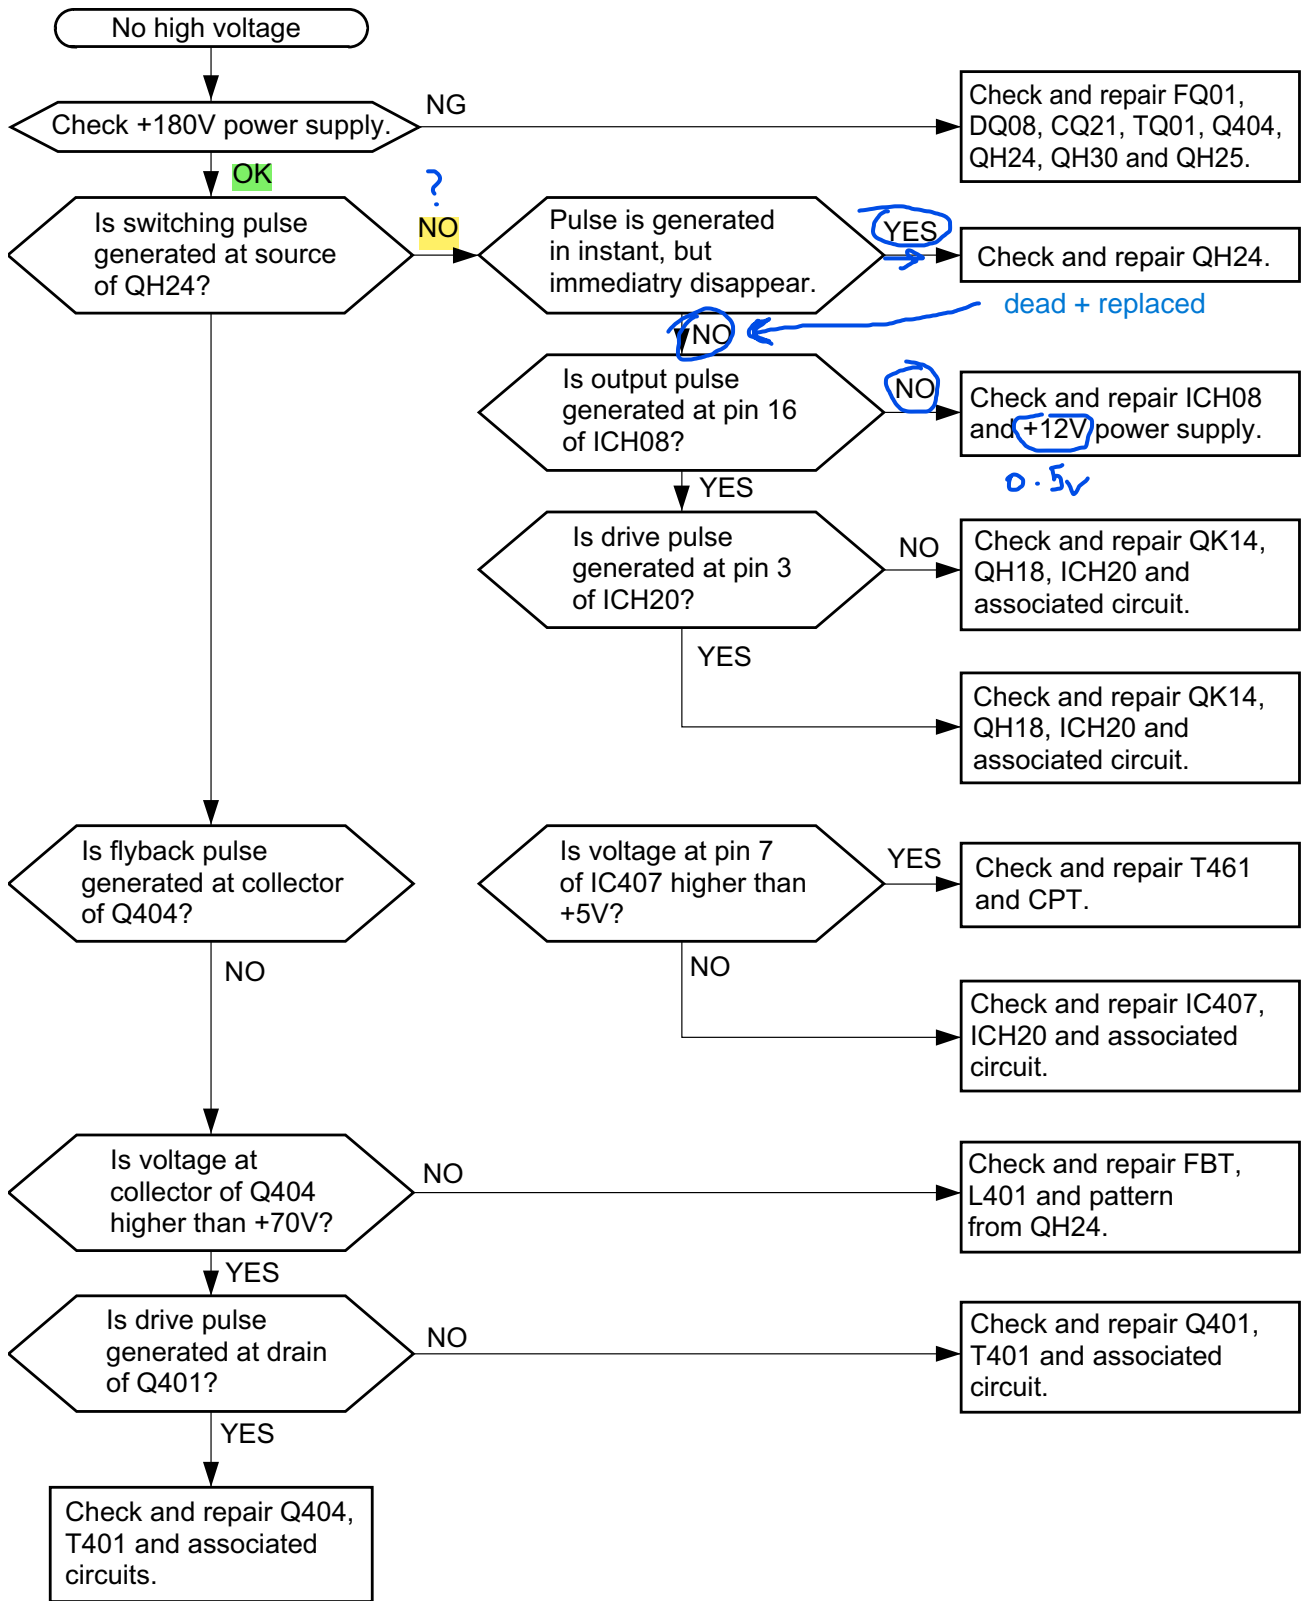 No high voltage
Check +180V power supply.
NG
Check and repair FQ01,
DQ08, CQ21, TQ01, Q404,
QH24, QH30 and QH25.
OK
Is switching pulse
generated at source
of QH24?
?
NO
Pulse is generated
in instant, but
immediatry disappear.
YES
Check and repair QH24.
dead + replaced
NO
Is output pulse
generated at pin 16
of ICH08?
NO
Check and repair ICH08
and +12V power supply.
0.5v
YES
Is drive pulse
generated at pin 3
of ICH20?
NO
Check and repair QK14,
QH18, ICH20 and
associated circuit.
YES
Check and repair QK14,
QH18, ICH20 and
associated circuit.
Is flyback pulse
generated at collector
of Q404?
Is voltage at pin 7
of IC407 higher than
+5V?
YES
Check and repair T461
and CPT.
NO
NO
Check and repair IC407,
ICH20 and associated
circuit.
Is voltage at
collector of Q404
higher than +70V?
NO
Check and repair FBT,
L401 and pattern
from QH24.
YES
Is drive pulse
generated at drain
of Q401?
NO
Check and repair Q401,
T401 and associated
circuit.
YES
Check and repair Q404,
T401 and associated
circuits.